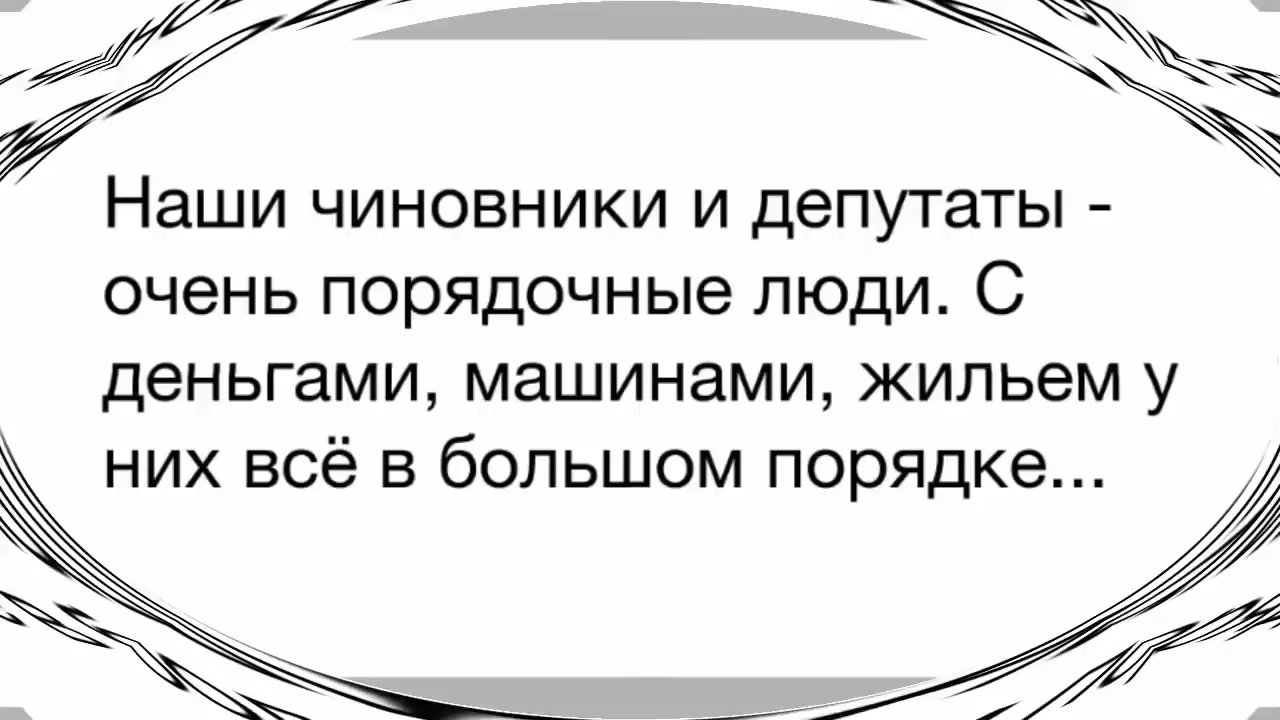 Наши чиновники и депутаты -
очень порядочные люди. С
деньгами, машинами, жильем у
них всё в большом порядке...